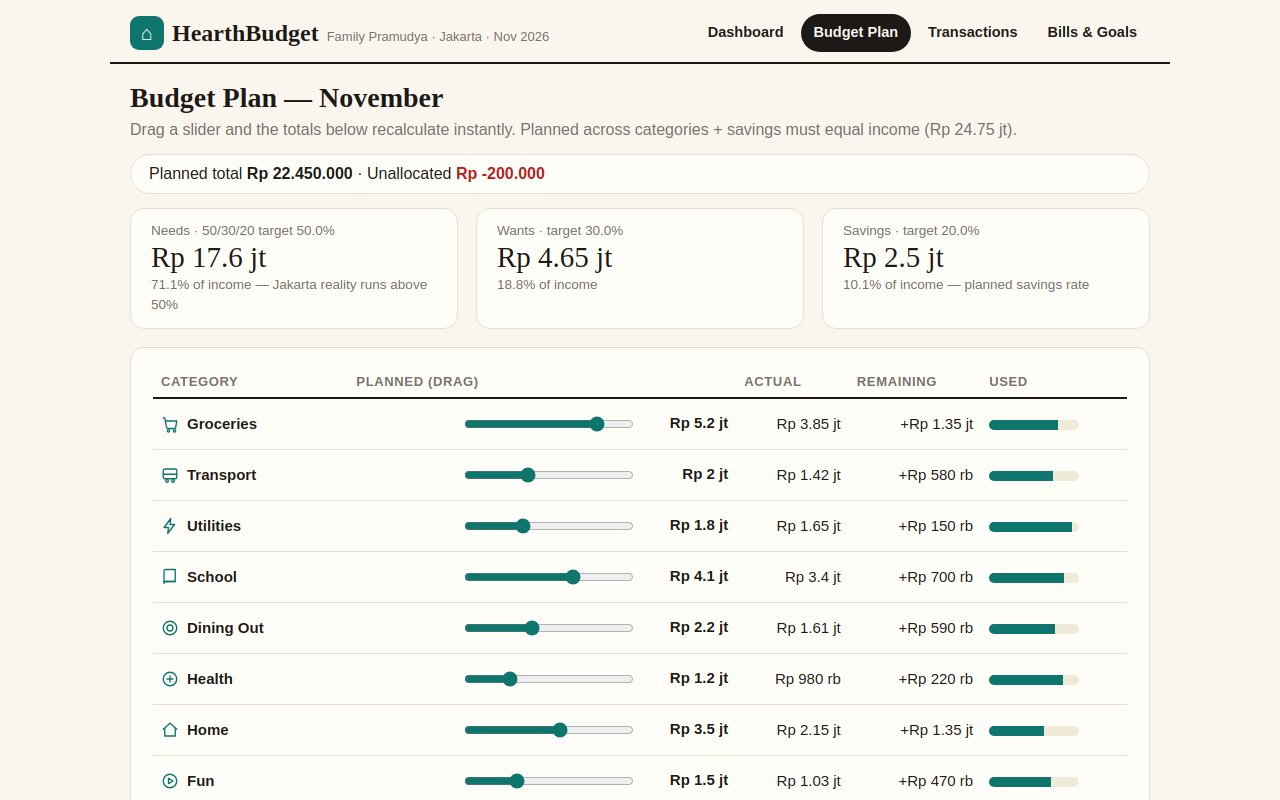 HearthBudget Family Pramudya · Jakarta · Nov 2026
Dashboard Budget Plan Transactions Bills & Goals
Budget Plan — November
Drag a slider and the totals below recalculate instantly. Planned across categories + savings must equal income (Rp 24.75 jt).
Planned total Rp 22.450.000 · Unallocated Rp -200.000
Needs · 50/30/20 target 50.0%
Rp 17.6 jt
71.1% of income — Jakarta reality runs above
50%
Wants · target 30.0%
Rp 4.65 jt
18.8% of income
Savings · target 20.0%
Rp 2.5 jt
10.1% of income — planned savings rate
CATEGORY PLANNED (DRAG) ACTUAL REMAINING USED
Groceries Rp 5.2 jt Rp 3.85 jt +Rp 1.35 jt
Transport Rp 2 jt Rp 1.42 jt +Rp 580 rb
Utilities Rp 1.8 jt Rp 1.65 jt +Rp 150 rb
School Rp 4.1 jt Rp 3.4 jt +Rp 700 rb
Dining Out Rp 2.2 jt Rp 1.61 jt +Rp 590 rb
Health Rp 1.2 jt Rp 980 rb +Rp 220 rb
Home Rp 3.5 jt Rp 2.15 jt +Rp 1.35 jt
Fun Rp 1.5 jt Rp 1.03 jt +Rp 470 rb